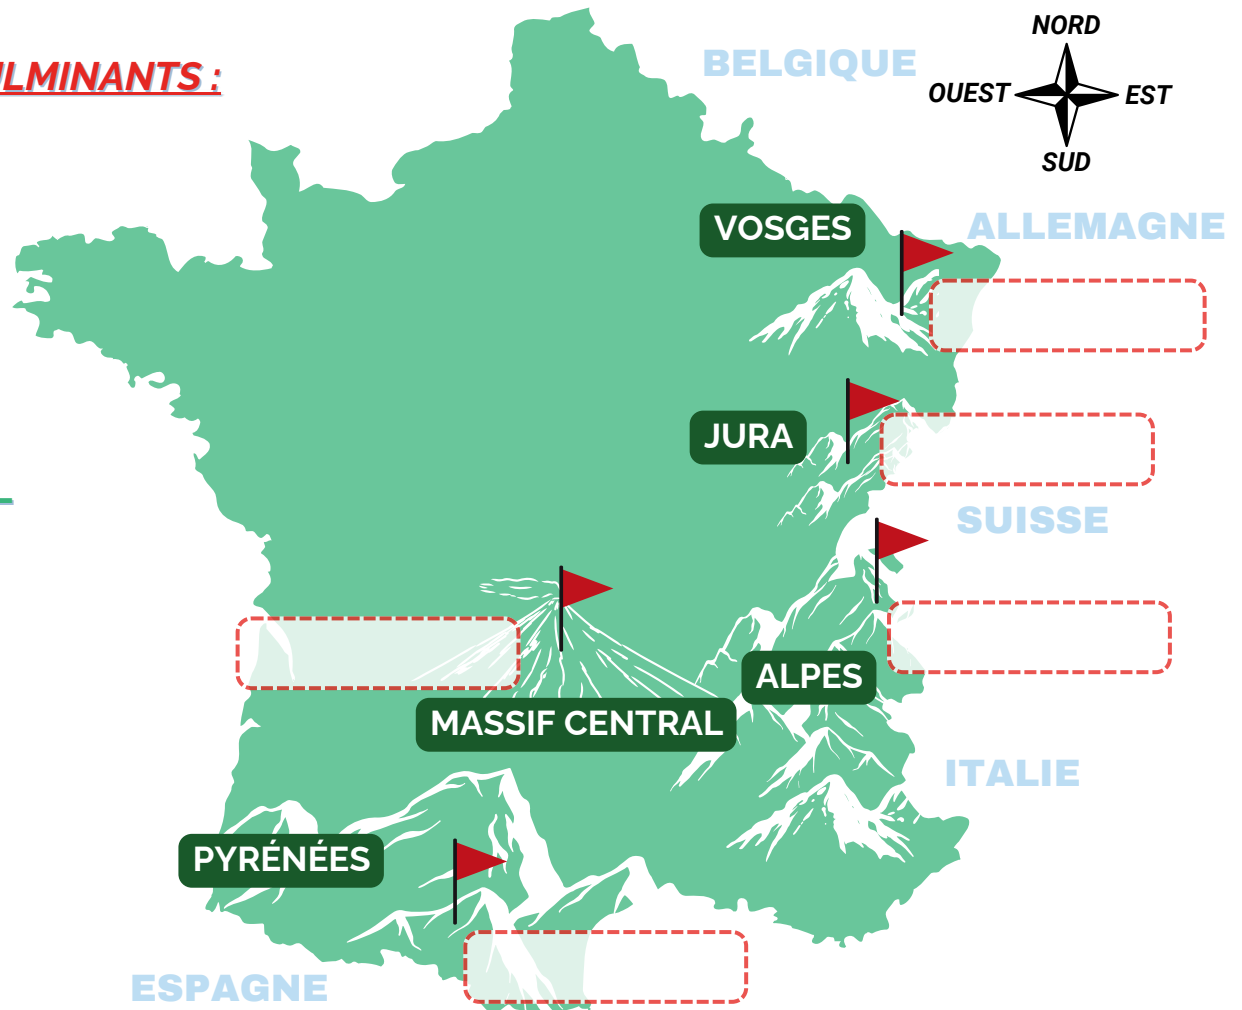 LMINANTS :
NORD
BELGIQUE
OUEST
EST
SUD
VOSGES
ALLEMAGNE
JURA
SUISSE
ALPES
MASSIF CENTRAL
ITALIE
PYRÉNÉES
ESPAGNE